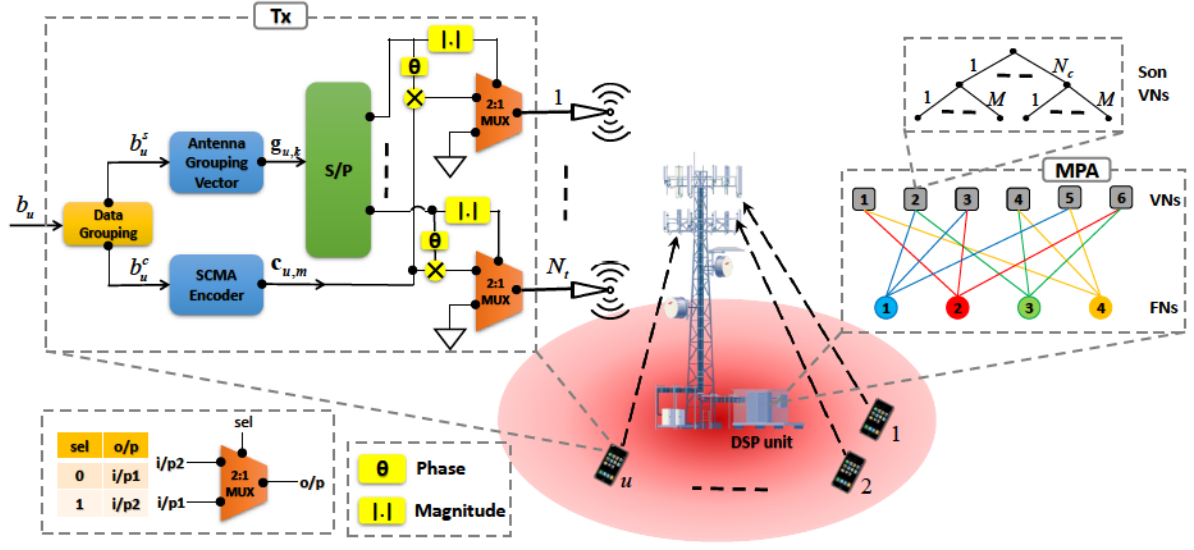 Tx
|.|
θ
2:1
MUX
1
b_u^s
Antenna
Grouping
Vector
g_{u,k}
S/P
b_u
Data
Grouping
|.|
θ
b_u^c
SCMA
Encoder
c_{u,m}
2:1
MUX
N_t
1
N_c
1
M
1
M
Son
VNs
MPA
1 2 3 4 5 6
VNs
1 2 3 4
FNs
DSP unit
1
2
u
sel o/p
0 i/p1
1 i/p2
sel
i/p2
2:1
MUX
o/p
i/p1
θ Phase
|.| Magnitude